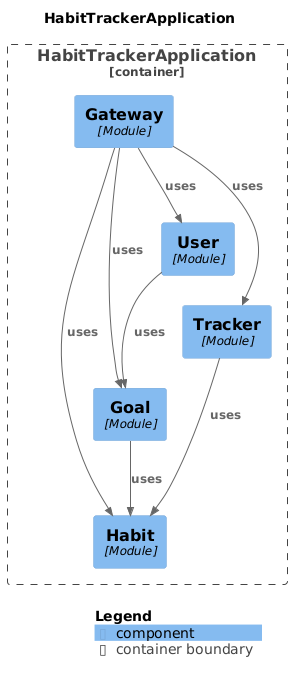 HabitTrackerApplication
HabitTrackerApplication
[container]
Gateway
[Module]
uses
uses
User
[Module]
uses
Tracker
[Module]
uses
uses
Goal
[Module]
uses
uses
Habit
[Module]
Legend
component
container boundary